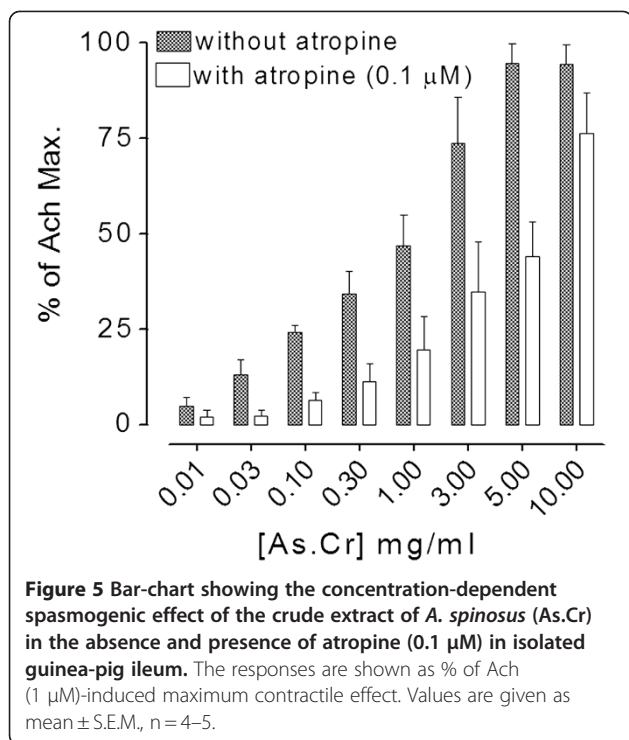 100
without atropine
with atropine (0.1 µM)
75
50
25
0
% of Ach Max.
0.01
0.03
0.10
0.30
1.00
3.00
5.00
10.00
[As.Cr] mg/ml
Figure 5 Bar-chart showing the concentration-dependent
spasmogenic effect of the crude extract of A. spinosus (As.Cr)
in the absence and presence of atropine (0.1 µM) in isolated
guinea-pig ileum. The responses are shown as % of Ach
(1 µM)-induced maximum contractile effect. Values are given as
mean ± S.E.M., n = 4–5.